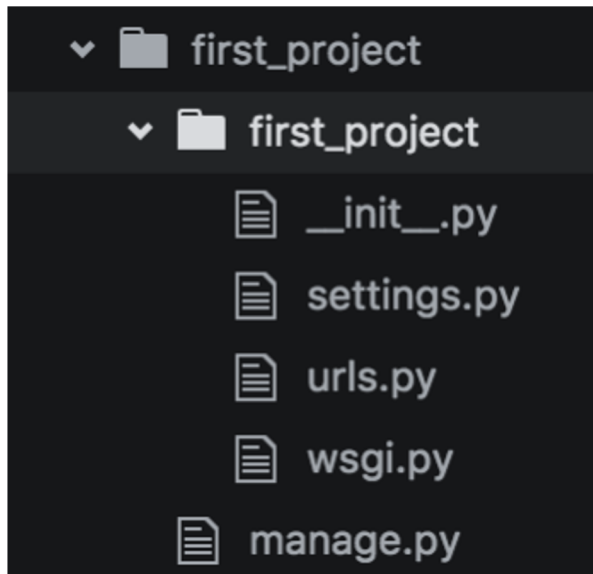 first_project
first_project
__init__.py
settings.py
urls.py
wsgi.py
manage.py